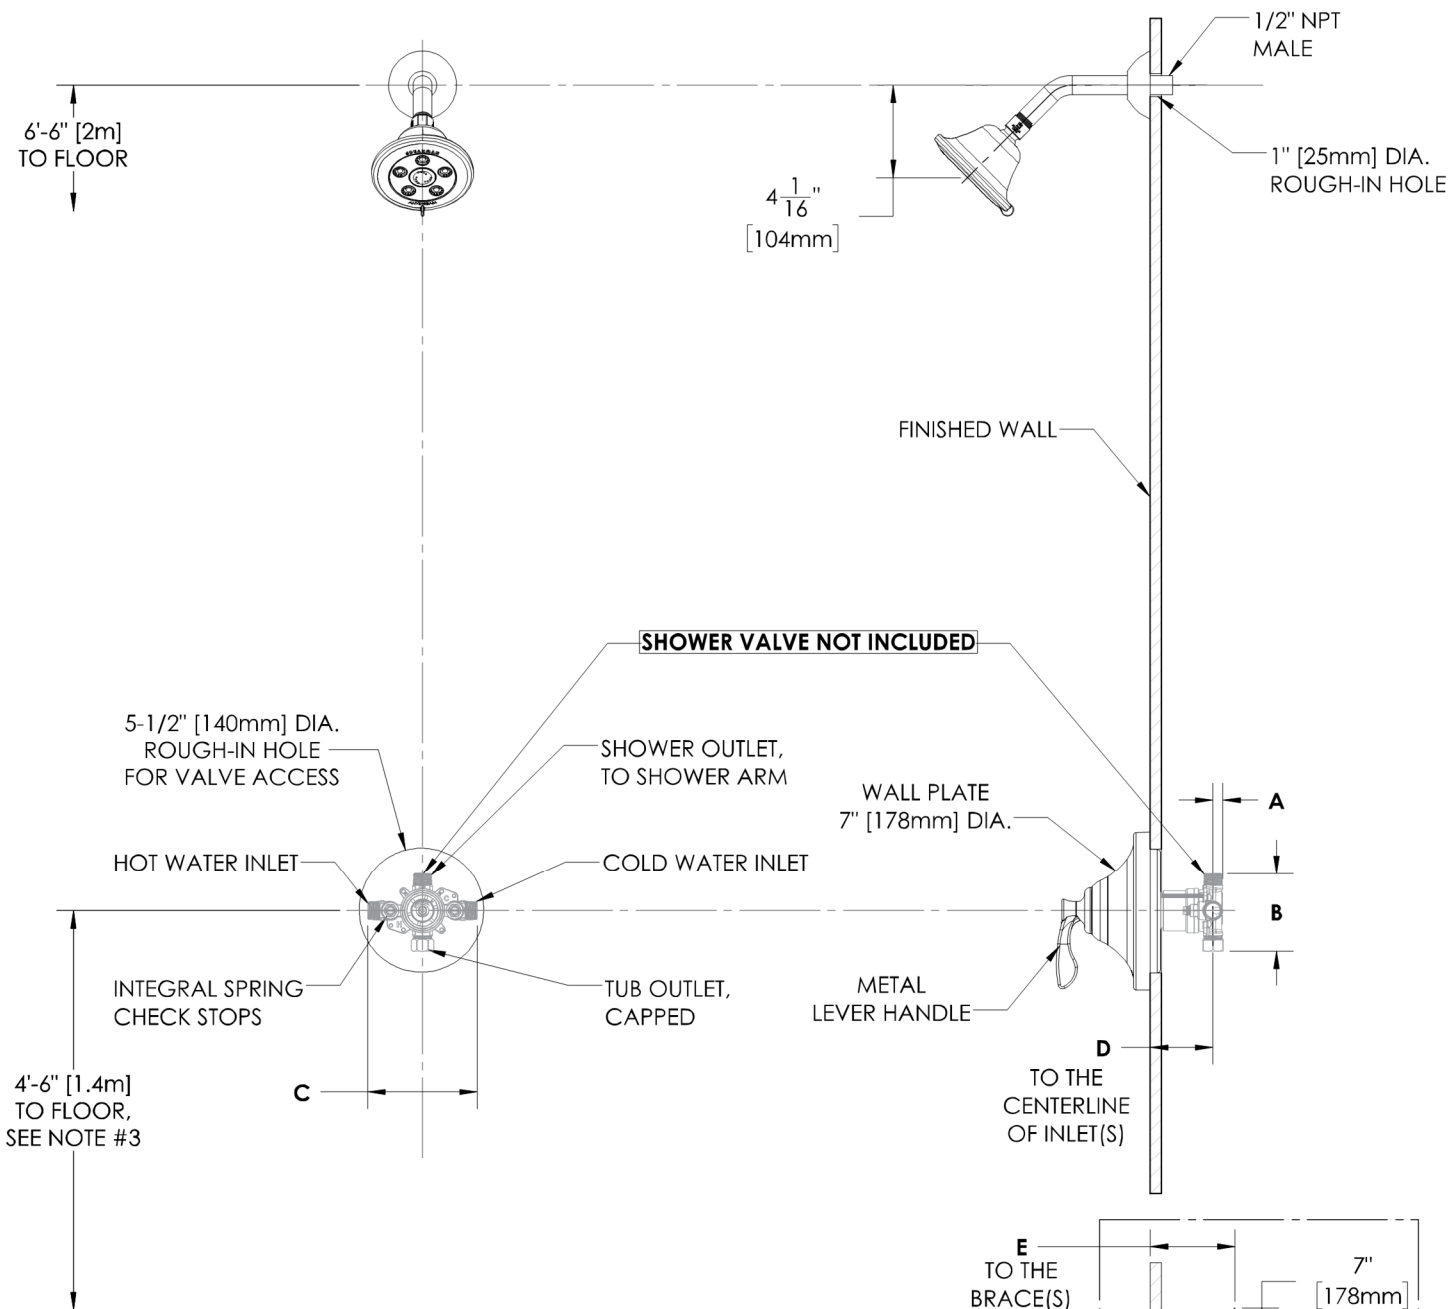 1/2" NPT
MALE
6'-6" [2m]
TO FLOOR
1" [25mm] DIA.
ROUGH-IN HOLE
4 1/16"
[104mm]
FINISHED WALL
SHOWER VALVE NOT INCLUDED
5-1/2" [140mm] DIA.
ROUGH-IN HOLE
FOR VALVE ACCESS
SHOWER OUTLET,
TO SHOWER ARM
WALL PLATE
7" [178mm] DIA.
A
HOT WATER INLET
COLD WATER INLET
B
INTEGRAL SPRING
CHECK STOPS
TUB OUTLET,
CAPPED
METAL
LEVER HANDLE
D
TO THE
CENTERLINE
OF INLET(S)
C
4'-6" [1.4m]
TO FLOOR,
SEE NOTE #3
E
TO THE
BRACE(S)
7"
[178mm]